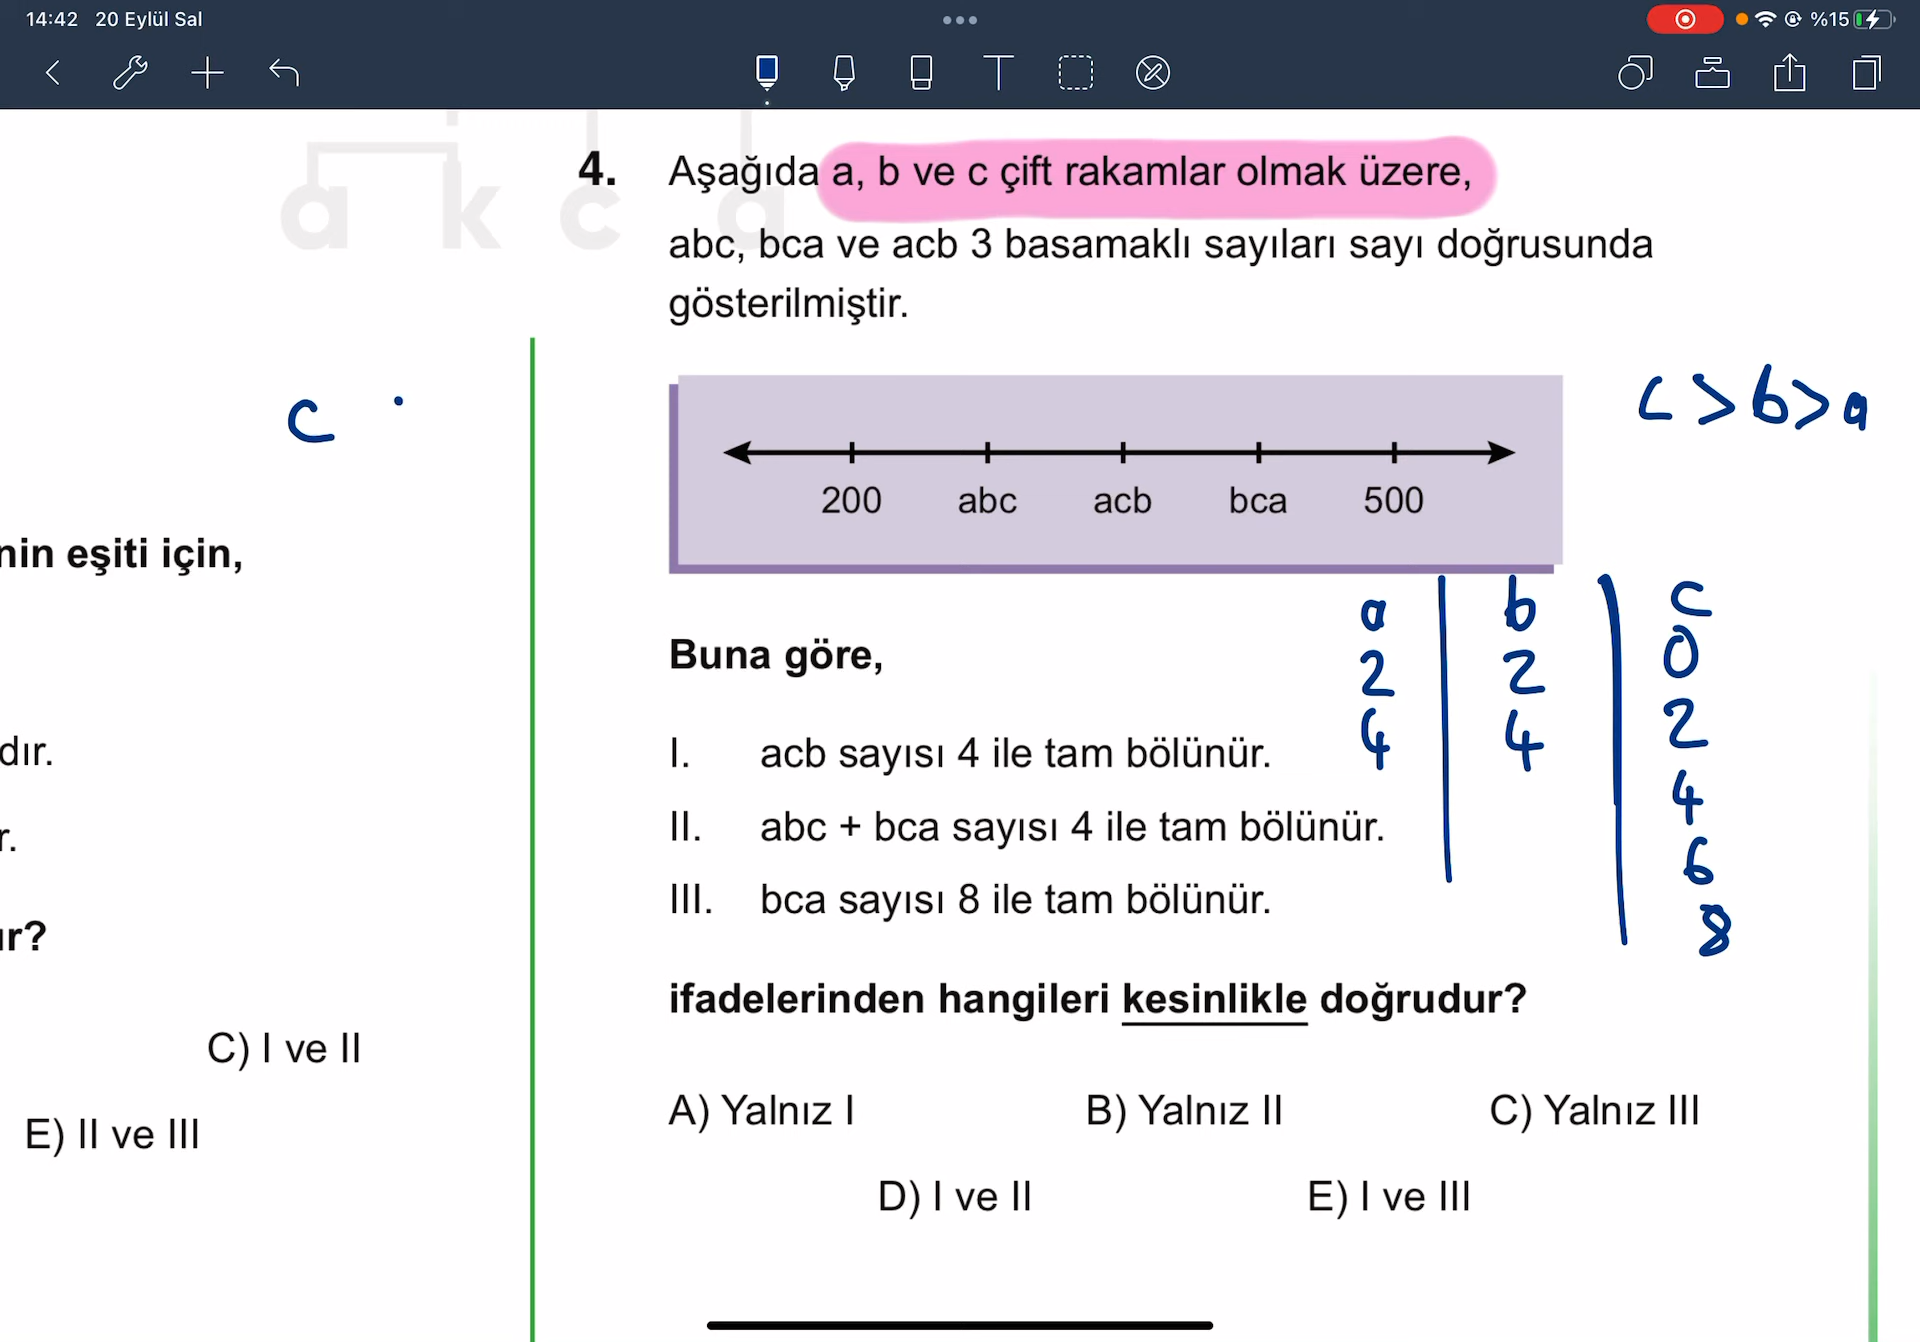 14:42 20 Eylül Sal
%15
a k c a
c
nin eşiti için,
dır.
r.
ır?
C) I ve II
E) II ve III
4. Aşağıda a, b ve c çift rakamlar olmak üzere,
abc, bca ve acb 3 basamaklı sayıları sayı doğrusunda
gösterilmiştir.
c > b > a
200 abc acb bca 500
a b c
2 2 0
4 4 2
4
6
8
Buna göre,
I. acb sayısı 4 ile tam bölünür.
II. abc + bca sayısı 4 ile tam bölünür.
III. bca sayısı 8 ile tam bölünür.
ifadelerinden hangileri kesinlikle doğrudur?
A) Yalnız I B) Yalnız II C) Yalnız III
D) I ve II E) I ve III